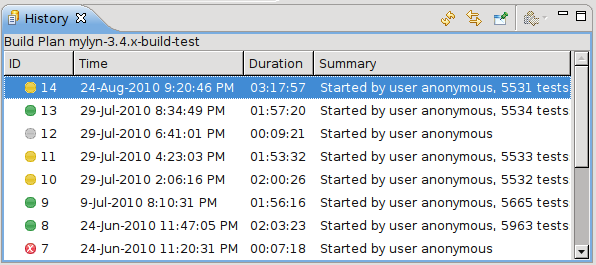 History
Build Plan mylyn-3.4.x-build-test
ID Time Duration Summary
14 24-Aug-2010 9:20:46 PM 03:17:57 Started by user anonymous, 5531 tests
13 29-Jul-2010 8:34:49 PM 01:57:20 Started by user anonymous, 5534 tests
12 29-Jul-2010 6:41:01 PM 00:09:21 Started by user anonymous
11 29-Jul-2010 4:23:03 PM 01:53:32 Started by user anonymous, 5533 tests
10 29-Jul-2010 2:06:16 PM 02:00:26 Started by user anonymous, 5532 tests
9 9-Jul-2010 8:10:31 PM 01:56:16 Started by user anonymous, 5665 tests
8 24-Jun-2010 11:47:05 PM 02:03:23 Started by user anonymous, 5963 tests
7 24-Jun-2010 11:20:31 PM 00:07:18 Started by user anonymous